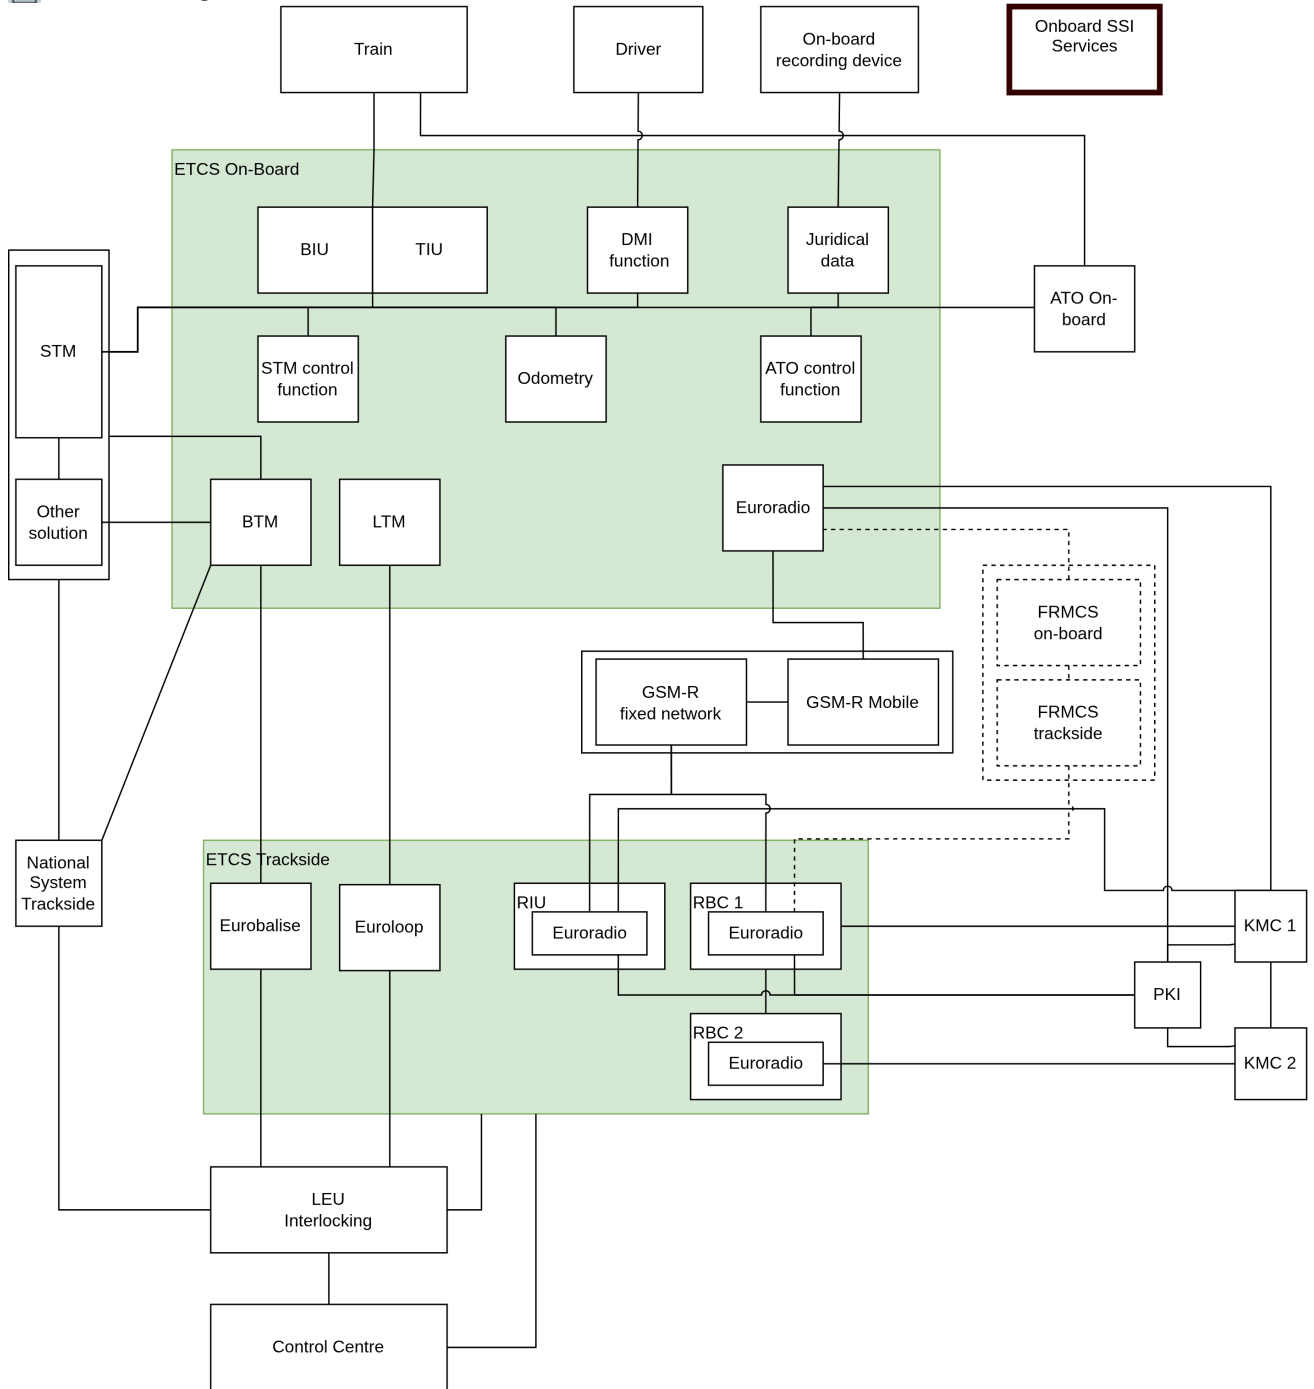 Train
Driver
On-board
recording device
Onboard SSI
Services
ETCS On-Board
BIU
TIU
DMI
function
Juridical
data
ATO On-
board
STM
STM control
function
Odometry
ATO control
function
Other
solution
BTM
LTM
Euroradio
FRMCS
on-board
GSM-R
fixed network
GSM-R Mobile
FRMCS
trackside
National
System
Trackside
ETCS Trackside
Eurobalise
Euroloop
RIU
Euroradio
RBC 1
Euroradio
KMC 1
PKI
RBC 2
Euroradio
KMC 2
LEU
Interlocking
Control Centre